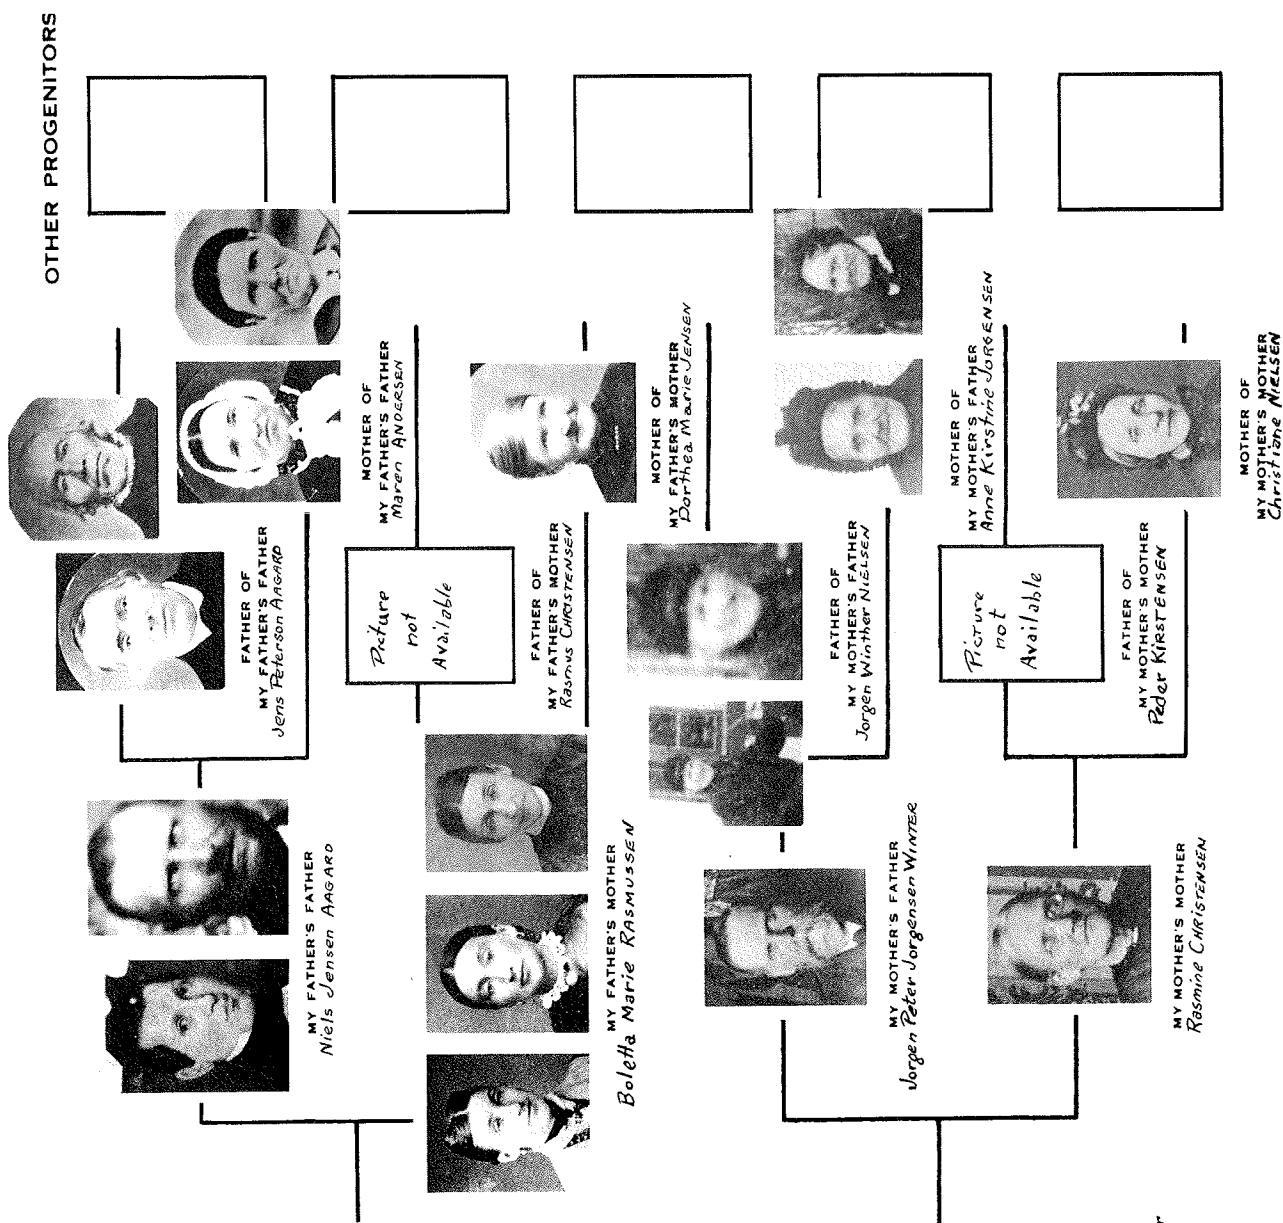 OTHER PROGENITORS
MY FATHER'S FATHER
Niels Jensen AAGARD
FATHER OF
MY FATHER'S FATHER
Jens Peterson AAGARD
MOTHER OF
MY FATHER'S FATHER
Maren ANDERSEN
Picture
not
Available
MY FATHER'S MOTHER
Boletta Marie RASMUSSEN
FATHER OF
MY FATHER'S MOTHER
Rasmus CHRISTENSEN
MOTHER OF
MY FATHER'S MOTHER
Dorthea Marie JENSEN
MY MOTHER'S FATHER
Jorgen Peter Jorgensen WINTER
FATHER OF
MY MOTHER'S FATHER
Jorgen Winther NIELSEN
MOTHER OF
MY MOTHER'S FATHER
Anne Kirstine JORGENSEN
Picture
not
Available
MY MOTHER'S MOTHER
Rasmine CHRISTENSEN
FATHER OF
MY MOTHER'S MOTHER
Peder KIRSTENSEN
MOTHER OF
MY MOTHER'S MOTHER
Christiane NELSEN